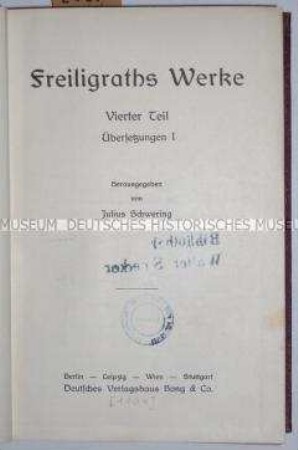 Freiligraths Werke
Vierter Teil
Übersetzungen I
Herausgegeben
von
Julius Schwering
MUSEUM DEUTSCHES HISTORISCHES MUSEUM
Berlin — Leipzig — Wien — Stuttgart
Deutsches Verlagshaus Bong & Co.